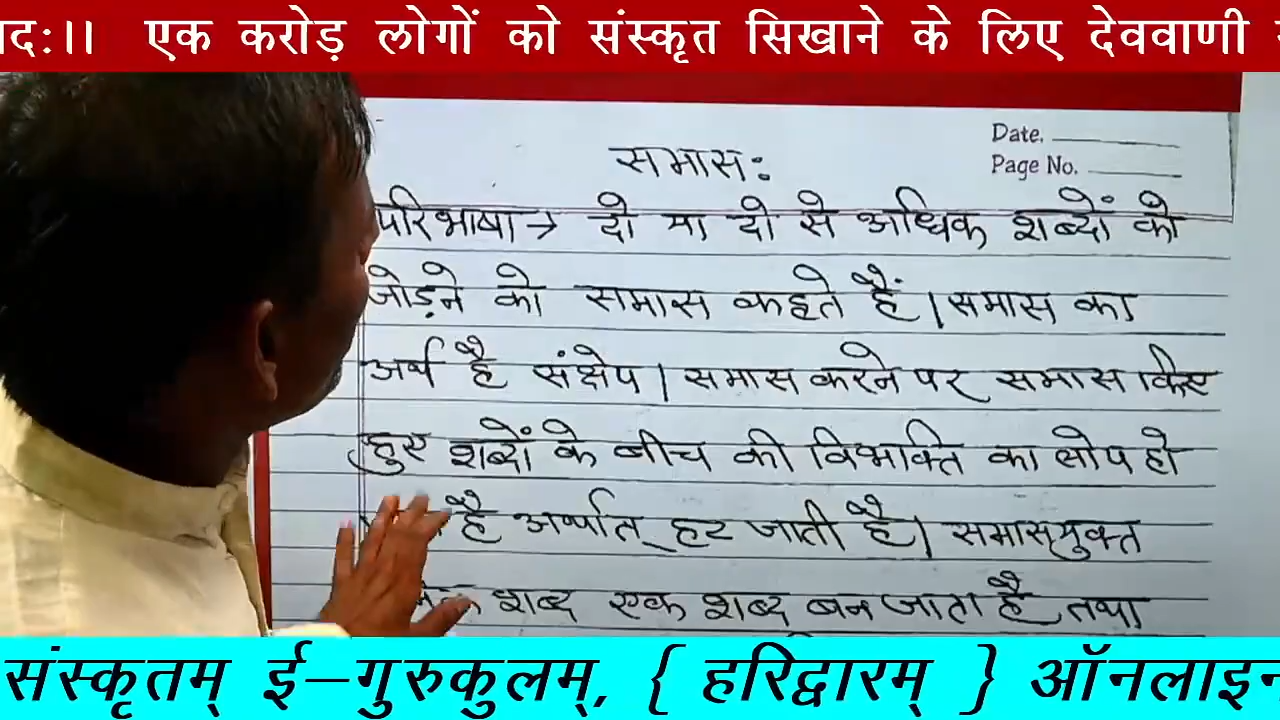 एक करोड़ लोगों को संस्कृत सिखाने के लिए देववाणी
Date.
Page No.
समासः
परिभाषा → दो या दो से अधिक शब्दों को
जोड़ने को समास कहते हैं। समास का
अर्थ है संक्षेप। समास करने पर समास किए
हुए शब्दों के बीच की विभक्ति का लोप हो
है अर्थात् हट जाती है। समासयुक्त
शब्द एक शब्द बन जाता है तथा
संस्कृतम् ई–गुरुकुलम्, { हरिद्वारम् } ऑनलाइन